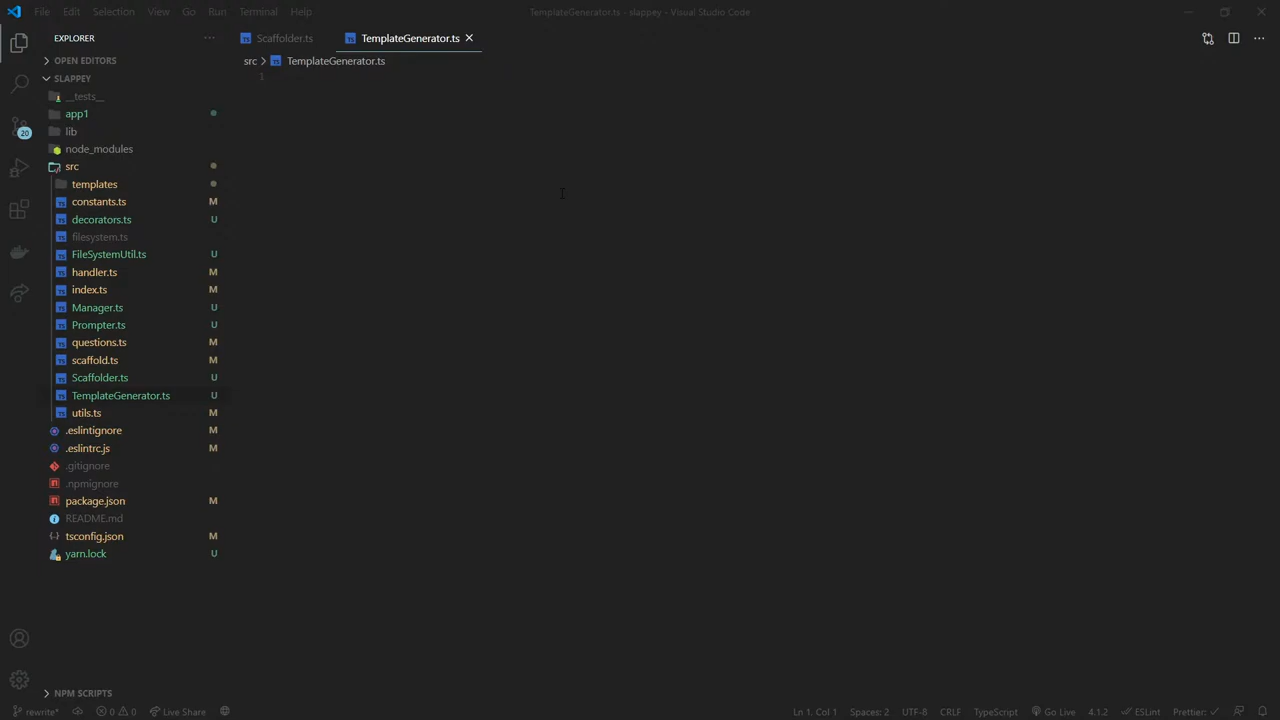 File Edit Selection View Go Run Terminal Help TemplateGenerator.ts - slappey - Visual Studio Code
EXPLORER
Scaffolder.ts TemplateGenerator.ts
OPEN EDITORS
src TemplateGenerator.ts
1
SLAPPEY
__tests__
app1
lib
20
node_modules
src
templates
constants.ts M
decorators.ts U
filesystem.ts
FileSystemUtil.ts U
handler.ts M
index.ts M
Manager.ts U
Prompter.ts U
questions.ts M
scaffold.ts M
Scaffolder.ts U
TemplateGenerator.ts U
utils.ts M
.eslintignore M
.eslintrc.js M
.gitignore
.npmignore
package.json M
README.md
tsconfig.json M
yarn.lock U
NPM SCRIPTS
rewrite* 0 0 Live Share Ln 1, Col 1 Spaces: 2 UTF-8 CRLF TypeScript Go Live 4.1.2 ESLint Prettier: